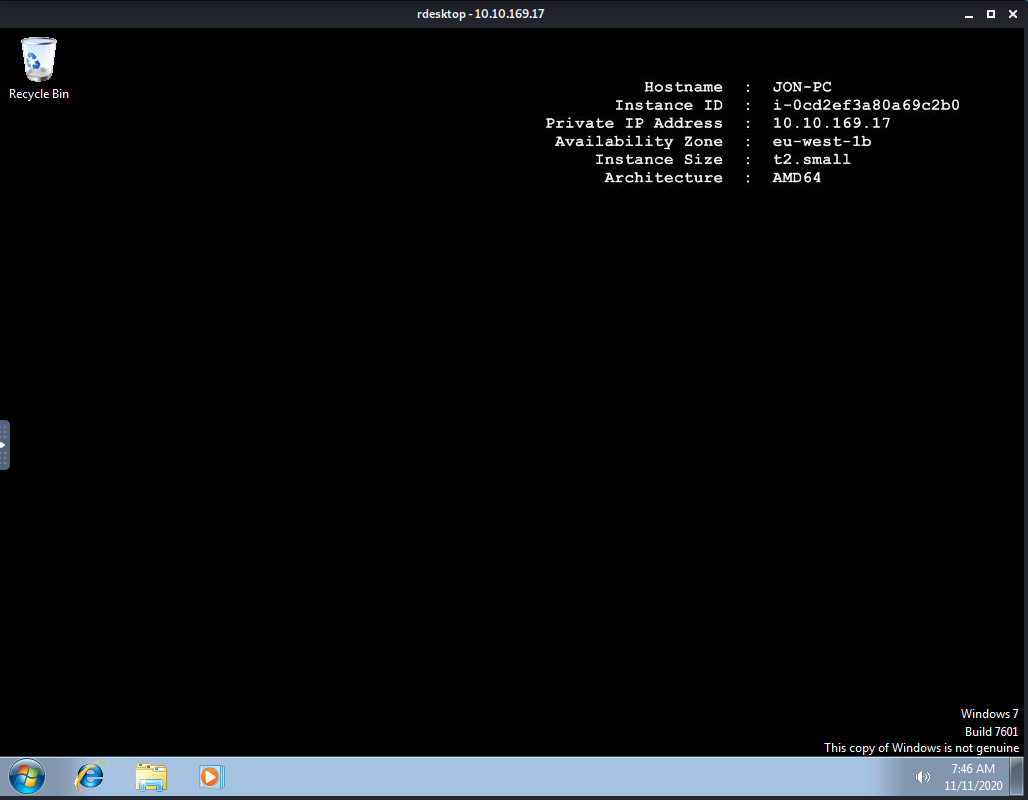 rdesktop - 10.10.169.17
Recycle Bin
Hostname : JON-PC
Instance ID : i-0cd2ef3a80a69c2b0
Private IP Address : 10.10.169.17
Availability Zone : eu-west-1b
Instance Size : t2.small
Architecture : AMD64
Windows 7
Build 7601
This copy of Windows is not genuine
7:46 AM
11/11/2020